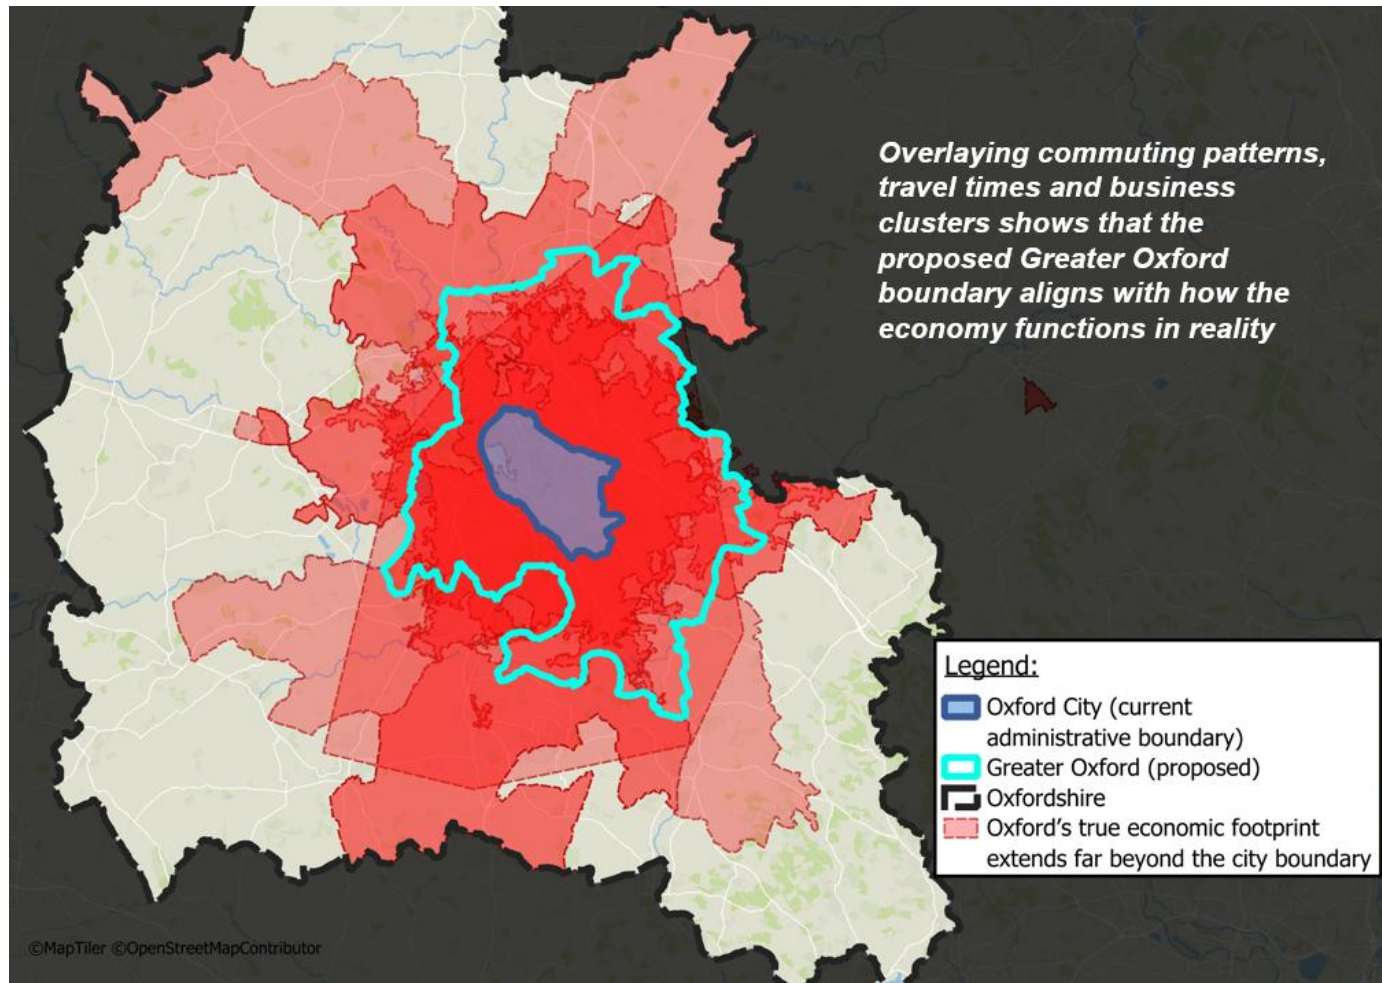 Overlaying commuting patterns,
travel times and business
clusters shows that the
proposed Greater Oxford
boundary aligns with how the
economy functions in reality
Legend:
Oxford City (current
administrative boundary)
Greater Oxford (proposed)
Oxfordshire
Oxford's true economic footprint
extends far beyond the city boundary
©MapTiler ©OpenStreetMapContributor